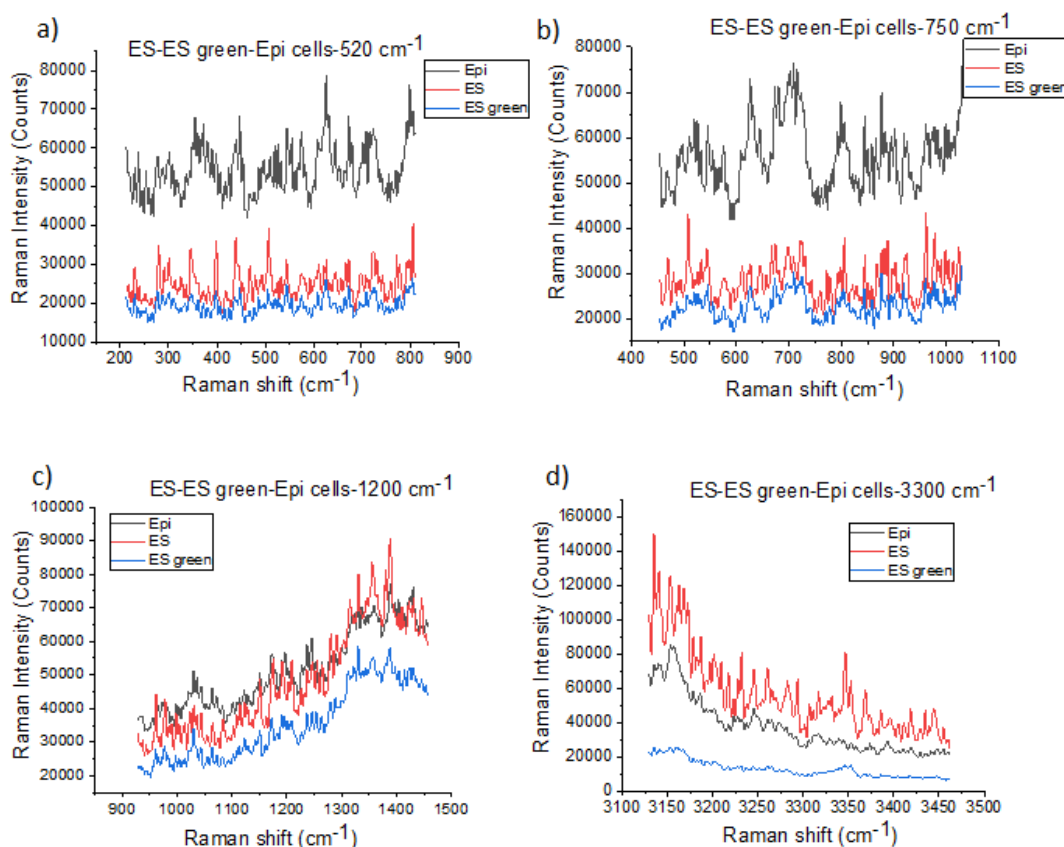 a)
ES-ES green-Epi cells-520 cm-1
Epi
ES
ES green
80000
70000
60000
50000
40000
30000
20000
10000
Raman Intensity (Counts)
200 300 400 500 600 700 800 900
Raman shift (cm-1)
b)
ES-ES green-Epi cells-750 cm-1
Epi
ES
ES green
80000
70000
60000
50000
40000
30000
20000
Raman Intensity (Counts)
400 500 600 700 800 900 1000 1100
Raman shift (cm-1)
c)
ES-ES green-Epi cells-1200 cm-1
Epi
ES
ES green
100000
90000
80000
70000
60000
50000
40000
30000
20000
Raman Intensity (Counts)
900 1000 1100 1200 1300 1400 1500
Raman shift (cm-1)
d)
ES-ES green-Epi cells-3300 cm-1
Epi
ES
ES green
160000
140000
120000
100000
80000
60000
40000
20000
0
Raman Intensity (Counts)
3100 3150 3200 3250 3300 3350 3400 3450 3500
Raman shift (cm-1)